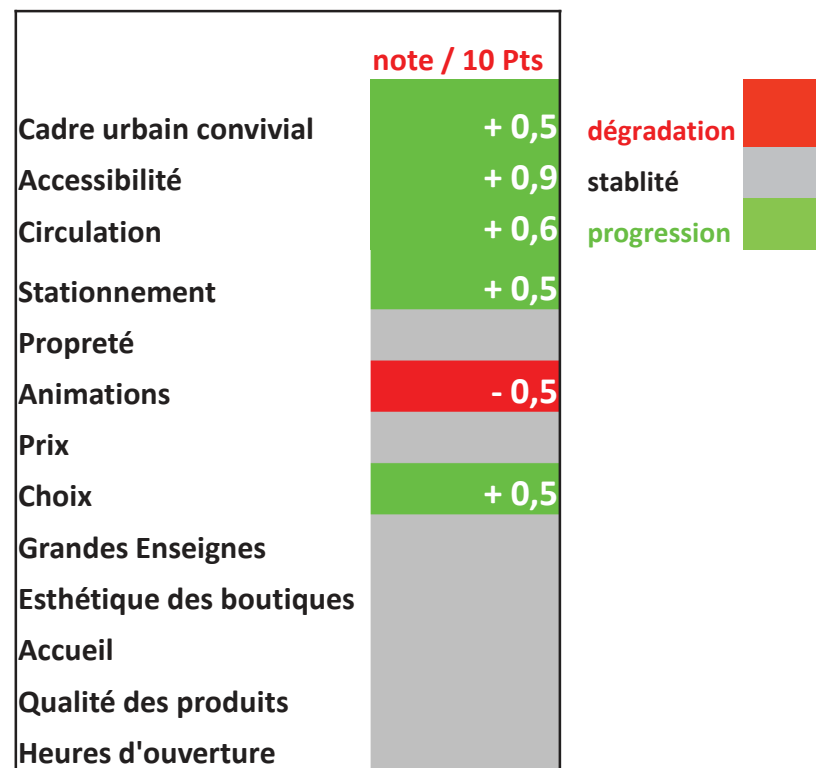 note / 10 Pts
Cadre urbain convivial + 0,5 dégradation
Accessibilité + 0,9 stablité
Circulation + 0,6 progression
Stationnement + 0,5
Propreté
Animations - 0,5
Prix
Choix + 0,5
Grandes Enseignes
Esthétique des boutiques
Accueil
Qualité des produits
Heures d'ouverture